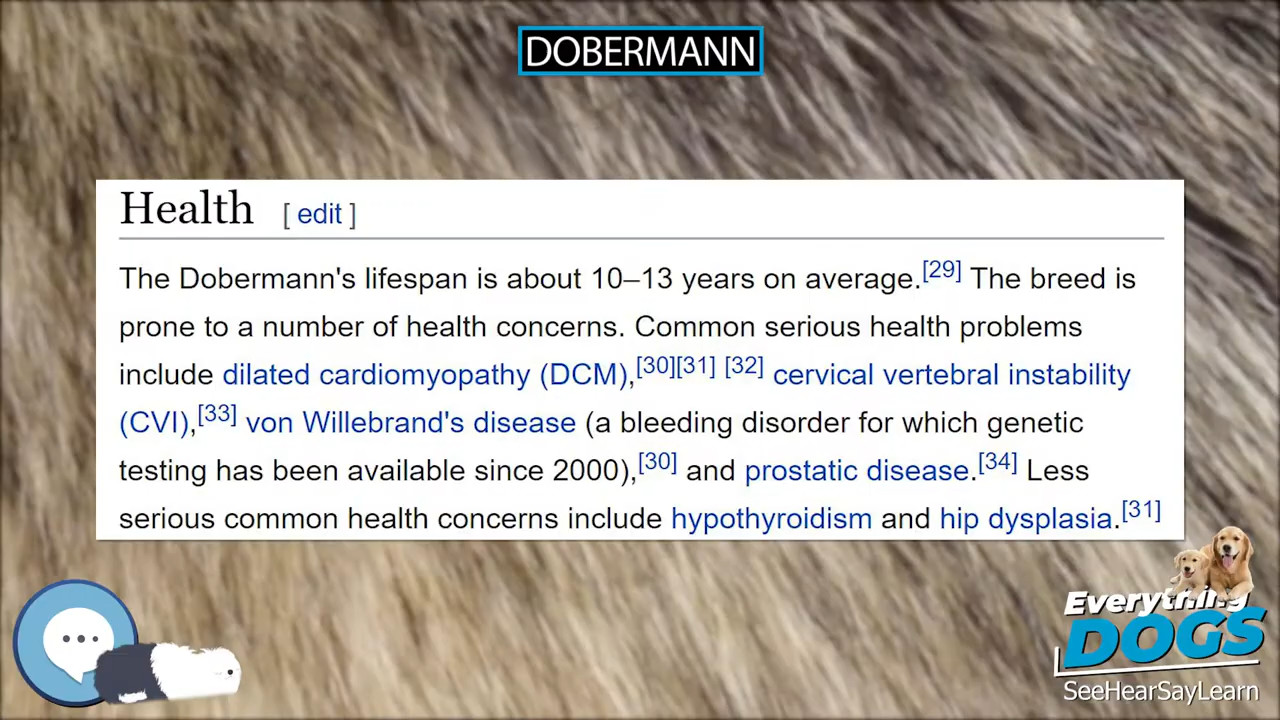 DOBERMANN
Health [ edit ]
The Dobermann's lifespan is about 10–13 years on average.[29] The breed is
prone to a number of health concerns. Common serious health problems
include dilated cardiomyopathy (DCM),[30][31] [32] cervical vertebral instability
(CVI),[33] von Willebrand's disease (a bleeding disorder for which genetic
testing has been available since 2000),[30] and prostatic disease.[34] Less
serious common health concerns include hypothyroidism and hip dysplasia.[31]
Everything
DOGS
SeeHearSayLearn